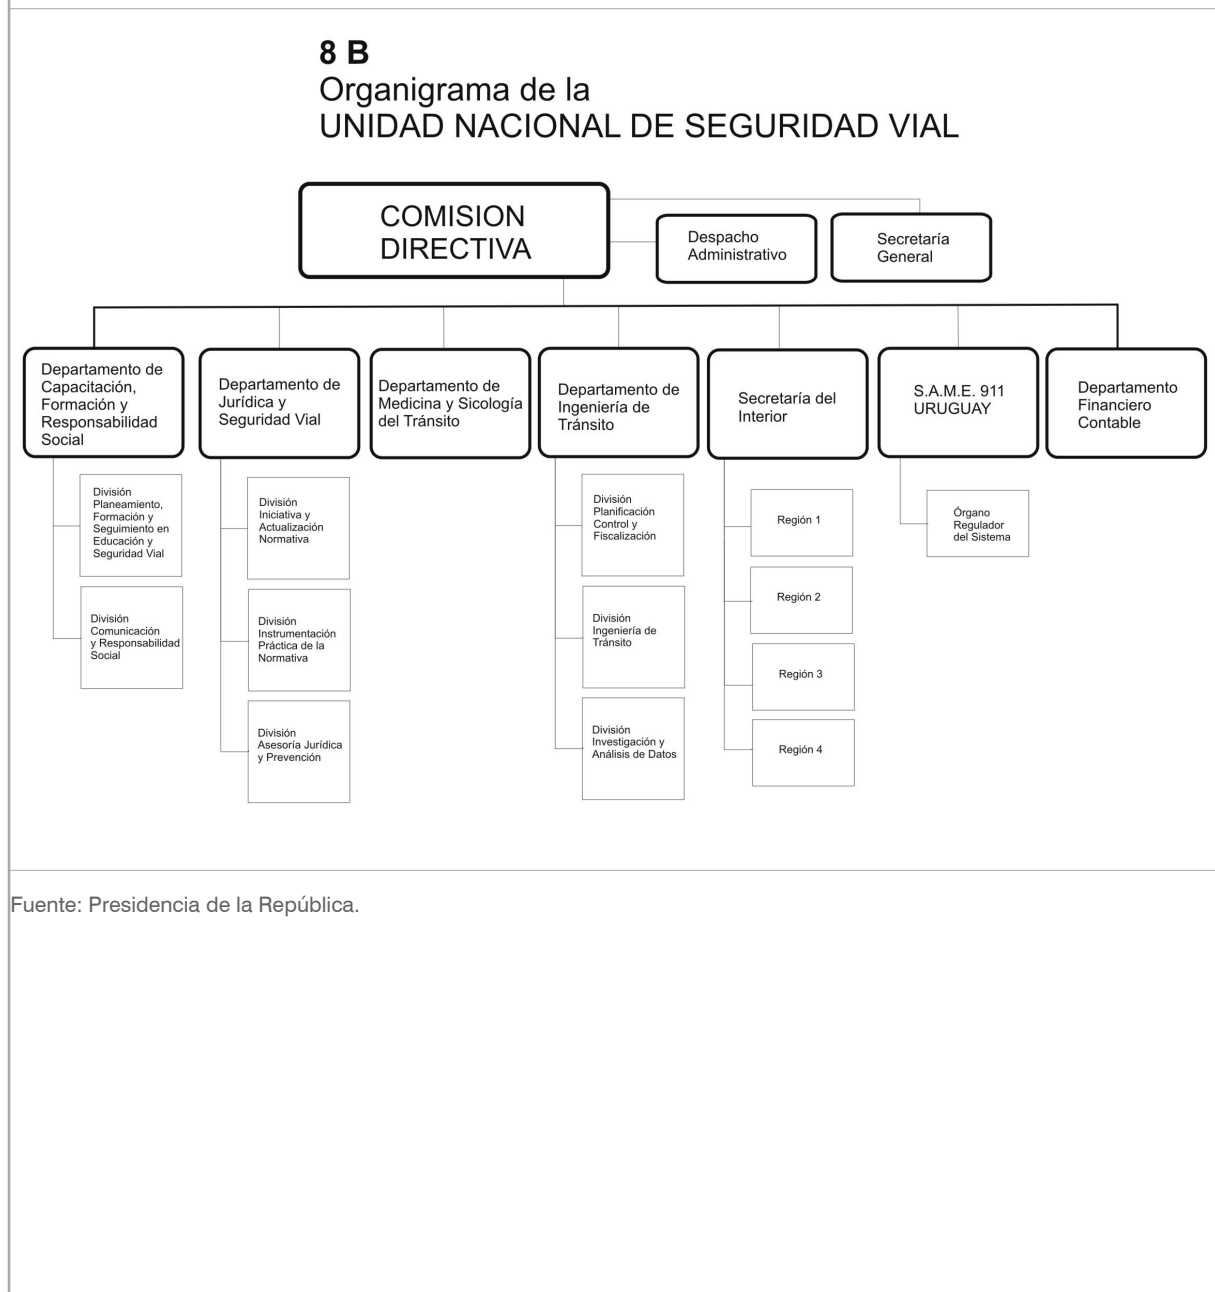 8 B
Organigrama de la
UNIDAD NACIONAL DE SEGURIDAD VIAL
COMISION
DIRECTIVA
Despacho
Administrativo
Secretaría
General
Departamento de
Capacitación,
Formación y
Responsabilidad
Social
Departamento de
Jurídica y
Seguridad Vial
Departamento de
Medicina y Sicología
del Tránsito
Departamento de
Ingeniería de
Tránsito
Secretaría del
Interior
S.A.M.E. 911
URUGUAY
Departamento
Financiero
Contable
División
Planeamiento,
Formación y
Seguimiento en
Educación y
Seguridad Vial
División
Comunicación
y Responsabilidad
Social
División
Iniciativa y
Actualización
Normativa
División
Instrumentación
Práctica de la
Normativa
División
Asesoría Jurídica
y Prevención
División
Planificación
Control y
Fiscalización
División
Ingeniería de
Tránsito
División
Investigación y
Análisis de Datos
Región 1
Región 2
Región 3
Región 4
Órgano
Regulador
del Sistema
Fuente: Presidencia de la República.